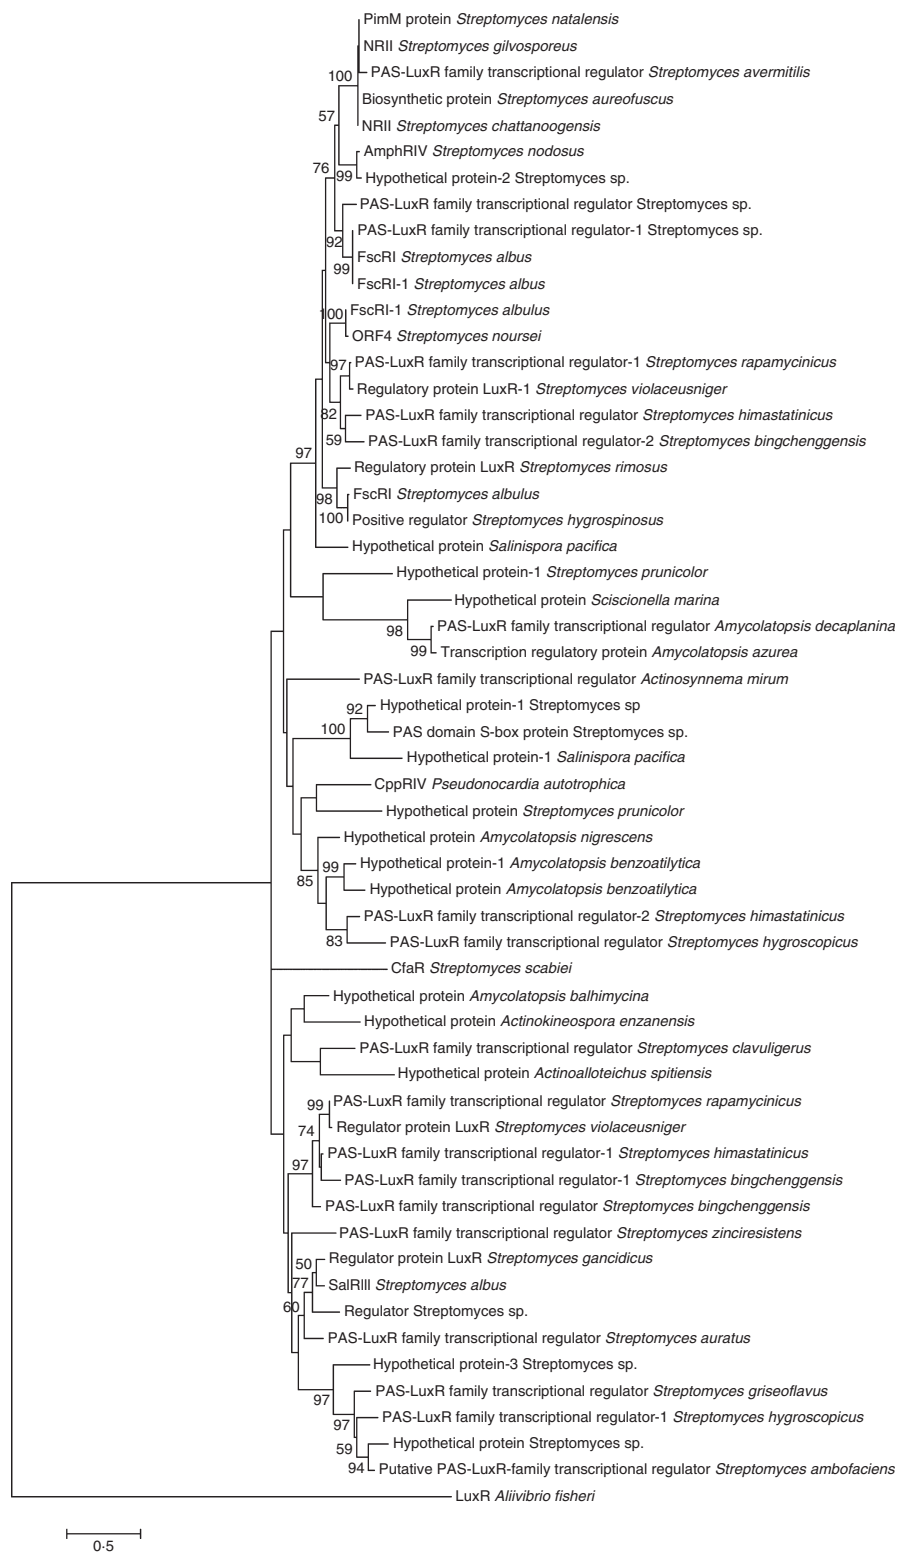 PimM protein Streptomyces natalensis
NRII Streptomyces gilvosporeus
PAS-LuxR family transcriptional regulator Streptomyces avermitilis
100
Biosynthetic protein Streptomyces aureofuscus
57
NRII Streptomyces chattanoogensis
AmphRIV Streptomyces nodosus
76
99
Hypothetical protein-2 Streptomyces sp.
PAS-LuxR family transcriptional regulator Streptomyces sp.
PAS-LuxR family transcriptional regulator-1 Streptomyces sp.
92
FscRI Streptomyces albus
99
FscRI-1 Streptomyces albus
100
FscRI-1 Streptomyces albulus
ORF4 Streptomyces noursei
97
PAS-LuxR family transcriptional regulator-1 Streptomyces rapamycinicus
Regulatory protein LuxR-1 Streptomyces violaceusniger
82
PAS-LuxR family transcriptional regulator Streptomyces himastatinicus
59
PAS-LuxR family transcriptional regulator-2 Streptomyces bingchenggensis
97
Regulatory protein LuxR Streptomyces rimosus
98
FscRI Streptomyces albulus
100
Positive regulator Streptomyces hygrospinosus
Hypothetical protein Salinispora pacifica
Hypothetical protein-1 Streptomyces prunicolor
Hypothetical protein Sciscionella marina
98
PAS-LuxR family transcriptional regulator Amycolatopsis decaplanina
99
Transcription regulatory protein Amycolatopsis azurea
PAS-LuxR family transcriptional regulator Actinosynnema mirum
92
Hypothetical protein-1 Streptomyces sp
100
PAS domain S-box protein Streptomyces sp.
Hypothetical protein-1 Salinispora pacifica
CppRIV Pseudonocardia autotrophica
Hypothetical protein Streptomyces prunicolor
Hypothetical protein Amycolatopsis nigrescens
99
Hypothetical protein-1 Amycolatopsis benzoatilytica
85
Hypothetical protein Amycolatopsis benzoatilytica
PAS-LuxR family transcriptional regulator-2 Streptomyces himastatinicus
83
PAS-LuxR family transcriptional regulator Streptomyces hygroscopicus
CfaR Streptomyces scabiei
Hypothetical protein Amycolatopsis balhimycina
Hypothetical protein Actinokineospora enzanensis
PAS-LuxR family transcriptional regulator Streptomyces clavuligerus
Hypothetical protein Actinoalloteichus spitiensis
99
PAS-LuxR family transcriptional regulator Streptomyces rapamycinicus
74
Regulator protein LuxR Streptomyces violaceusniger
PAS-LuxR family transcriptional regulator-1 Streptomyces himastatinicus
97
PAS-LuxR family transcriptional regulator-1 Streptomyces bingchenggensis
PAS-LuxR family transcriptional regulator Streptomyces bingchenggensis
PAS-LuxR family transcriptional regulator Streptomyces zinciresistens
50
Regulator protein LuxR Streptomyces gancidicus
77
SalRIII Streptomyces albus
60
Regulator Streptomyces sp.
PAS-LuxR family transcriptional regulator Streptomyces auratus
Hypothetical protein-3 Streptomyces sp.
97
PAS-LuxR family transcriptional regulator Streptomyces griseoflavus
97
PAS-LuxR family transcriptional regulator-1 Streptomyces hygroscopicus
59
Hypothetical protein Streptomyces sp.
94
Putative PAS-LuxR-family transcriptional regulator Streptomyces ambofaciens
LuxR Aliivibrio fisheri
0·5